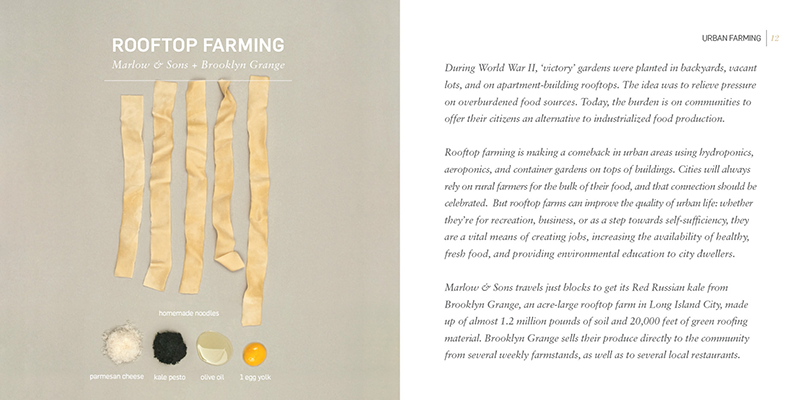 ROOFTOP FARMING
Marlow & Sons + Brooklyn Grange
homemade noodles
parmesan cheese
kale pesto
olive oil
1 egg yolk
URBAN FARMING 12
During World War II, ‘victory’ gardens were planted in backyards, vacant
lots, and on apartment-building rooftops. The idea was to relieve pressure
on overburdened food sources. Today, the burden is on communities to
offer their citizens an alternative to industrialized food production.
Rooftop farming is making a comeback in urban areas using hydroponics,
aeroponics, and container gardens on tops of buildings. Cities will always
rely on rural farmers for the bulk of their food, and that connection should be
celebrated. But rooftop farms can improve the quality of urban life: whether
they’re for recreation, business, or as a step towards self-sufficiency, they
are a vital means of creating jobs, increasing the availability of healthy,
fresh food, and providing environmental education to city dwellers.
Marlow & Sons travels just blocks to get its Red Russian kale from
Brooklyn Grange, an acre-large rooftop farm in Long Island City, made
up of almost 1.2 million pounds of soil and 20,000 feet of green roofing
material. Brooklyn Grange sells their produce directly to the community
from several weekly farmstands, as well as to several local restaurants.